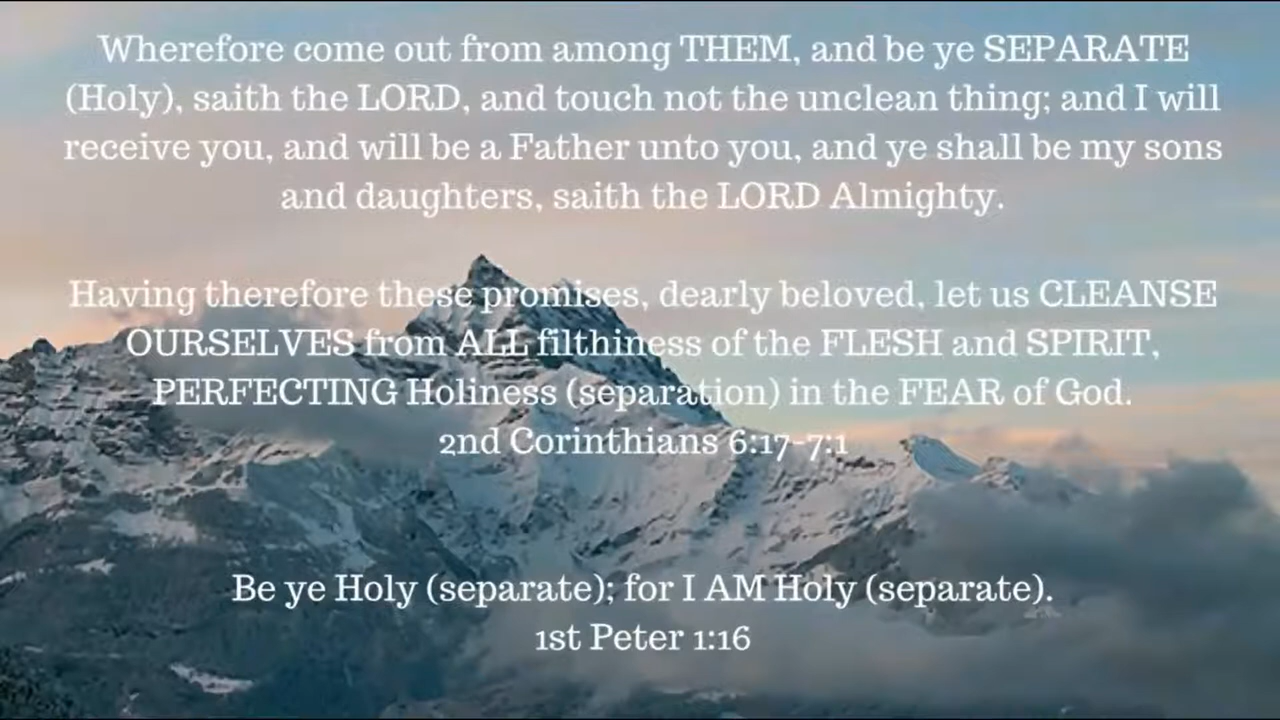 Wherefore come out from among THEM, and be ye SEPARATE
(Holy), saith the LORD, and touch not the unclean thing; and I will
receive you, and will be a Father unto you, and ye shall be my sons
and daughters, saith the LORD Almighty.
Having therefore these promises, dearly beloved, let us CLEANSE
OURSELVES from ALL filthiness of the FLESH and SPIRIT,
PERFECTING Holiness (separation) in the FEAR of God.
2nd Corinthians 6:17-7:1
Be ye Holy (separate); for I AM Holy (separate).
1st Peter 1:16